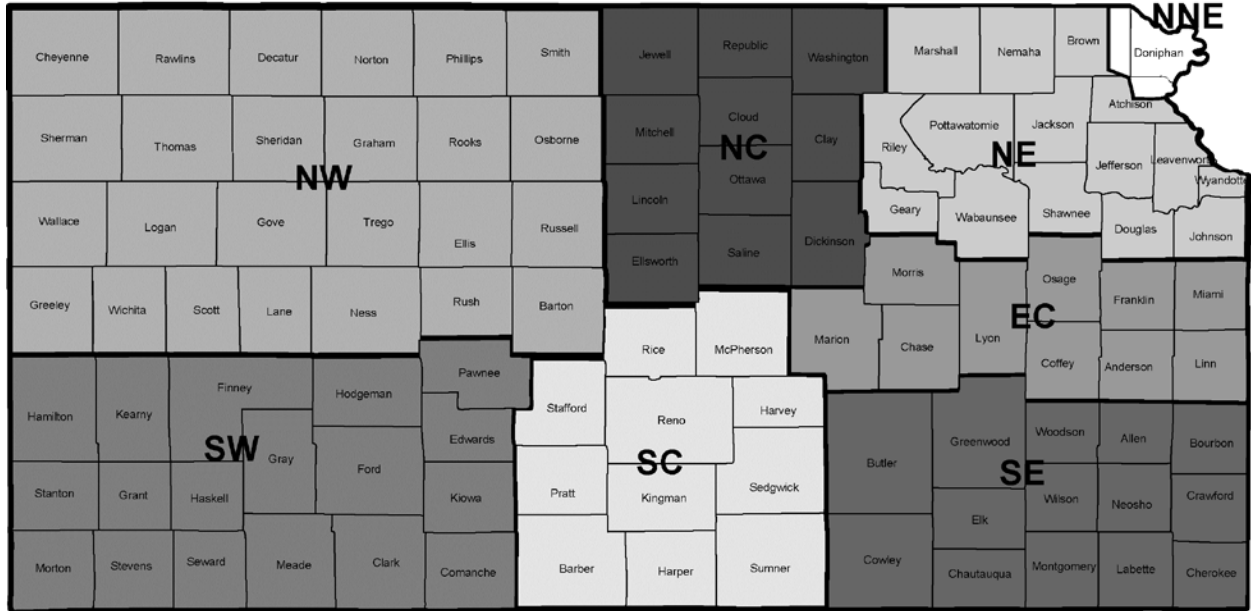 NNE
Cheyenne Rawlins Decatur Norton Phillips Smith Jewell Republic Washington Marshall Nemaha Brown Doniphan
Sherman Thomas Sheridan Graham Rooks Osborne Mitchell Cloud Clay Riley Pottawatomie Jackson Atchison
NW NC NE
Jefferson Leavenworth Wyandotte
Wallace Logan Gove Trego Ellis Russell Lincoln Ottawa Dickinson Geary Wabaunsee Shawnee Douglas Johnson
Ellsworth Saline
Greeley Wichita Scott Lane Ness Rush Barton Morris Osage Franklin Miami
EC
Rice McPherson Marion Chase Lyon Coffey Anderson Linn
Hamilton Kearny Finney Hodgeman Pawnee Stafford Reno Harvey
SW Gray Ford Edwards SC Butler Greenwood Woodson Allen Bourbon
SE
Stanton Grant Haskell Kiowa Pratt Kingman Sedgwick Elk Wilson Neosho Crawford
Morton Stevens Seward Meade Clark Comanche Barber Harper Sumner Cowley Chautauqua Montgomery Labette Cherokee